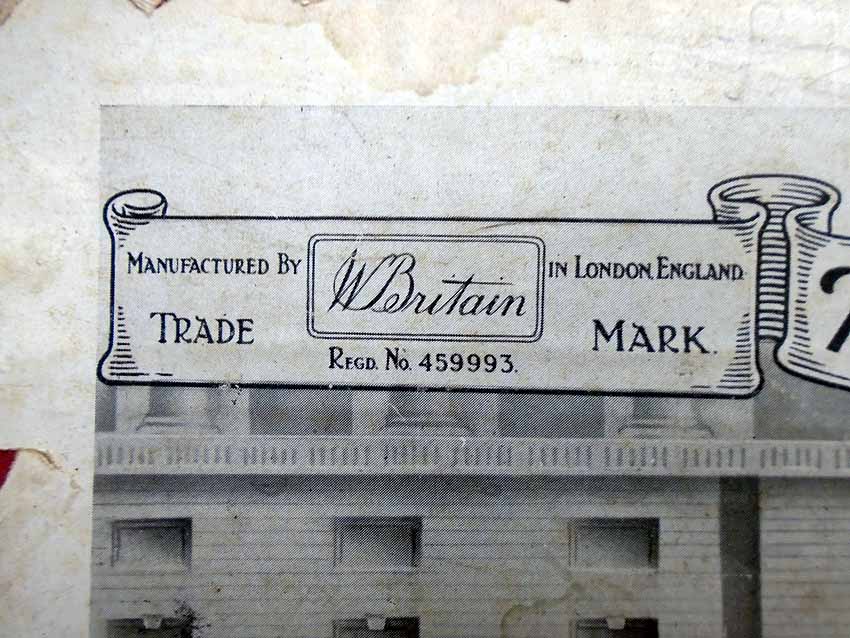 MANUFACTURED BY W Britain IN LONDON, ENGLAND
TRADE MARK.
REGD. NO. 459993.